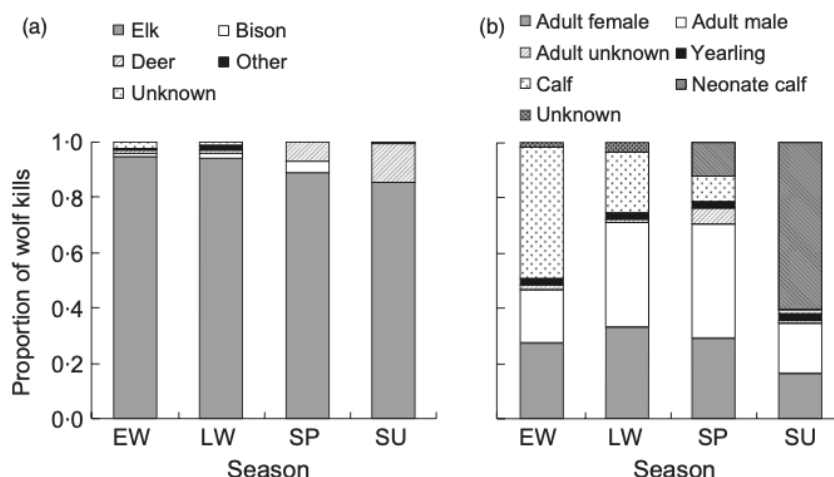 (a)
Elk Bison
Deer Other
Unknown
(b)
Adult female Adult male
Adult unknown Yearling
Calf Neonate calf
Unknown
Proportion of wolf kills
1·0
0·8
0·6
0·4
0·2
0·0
EW LW SP SU
Season
EW LW SP SU
Season